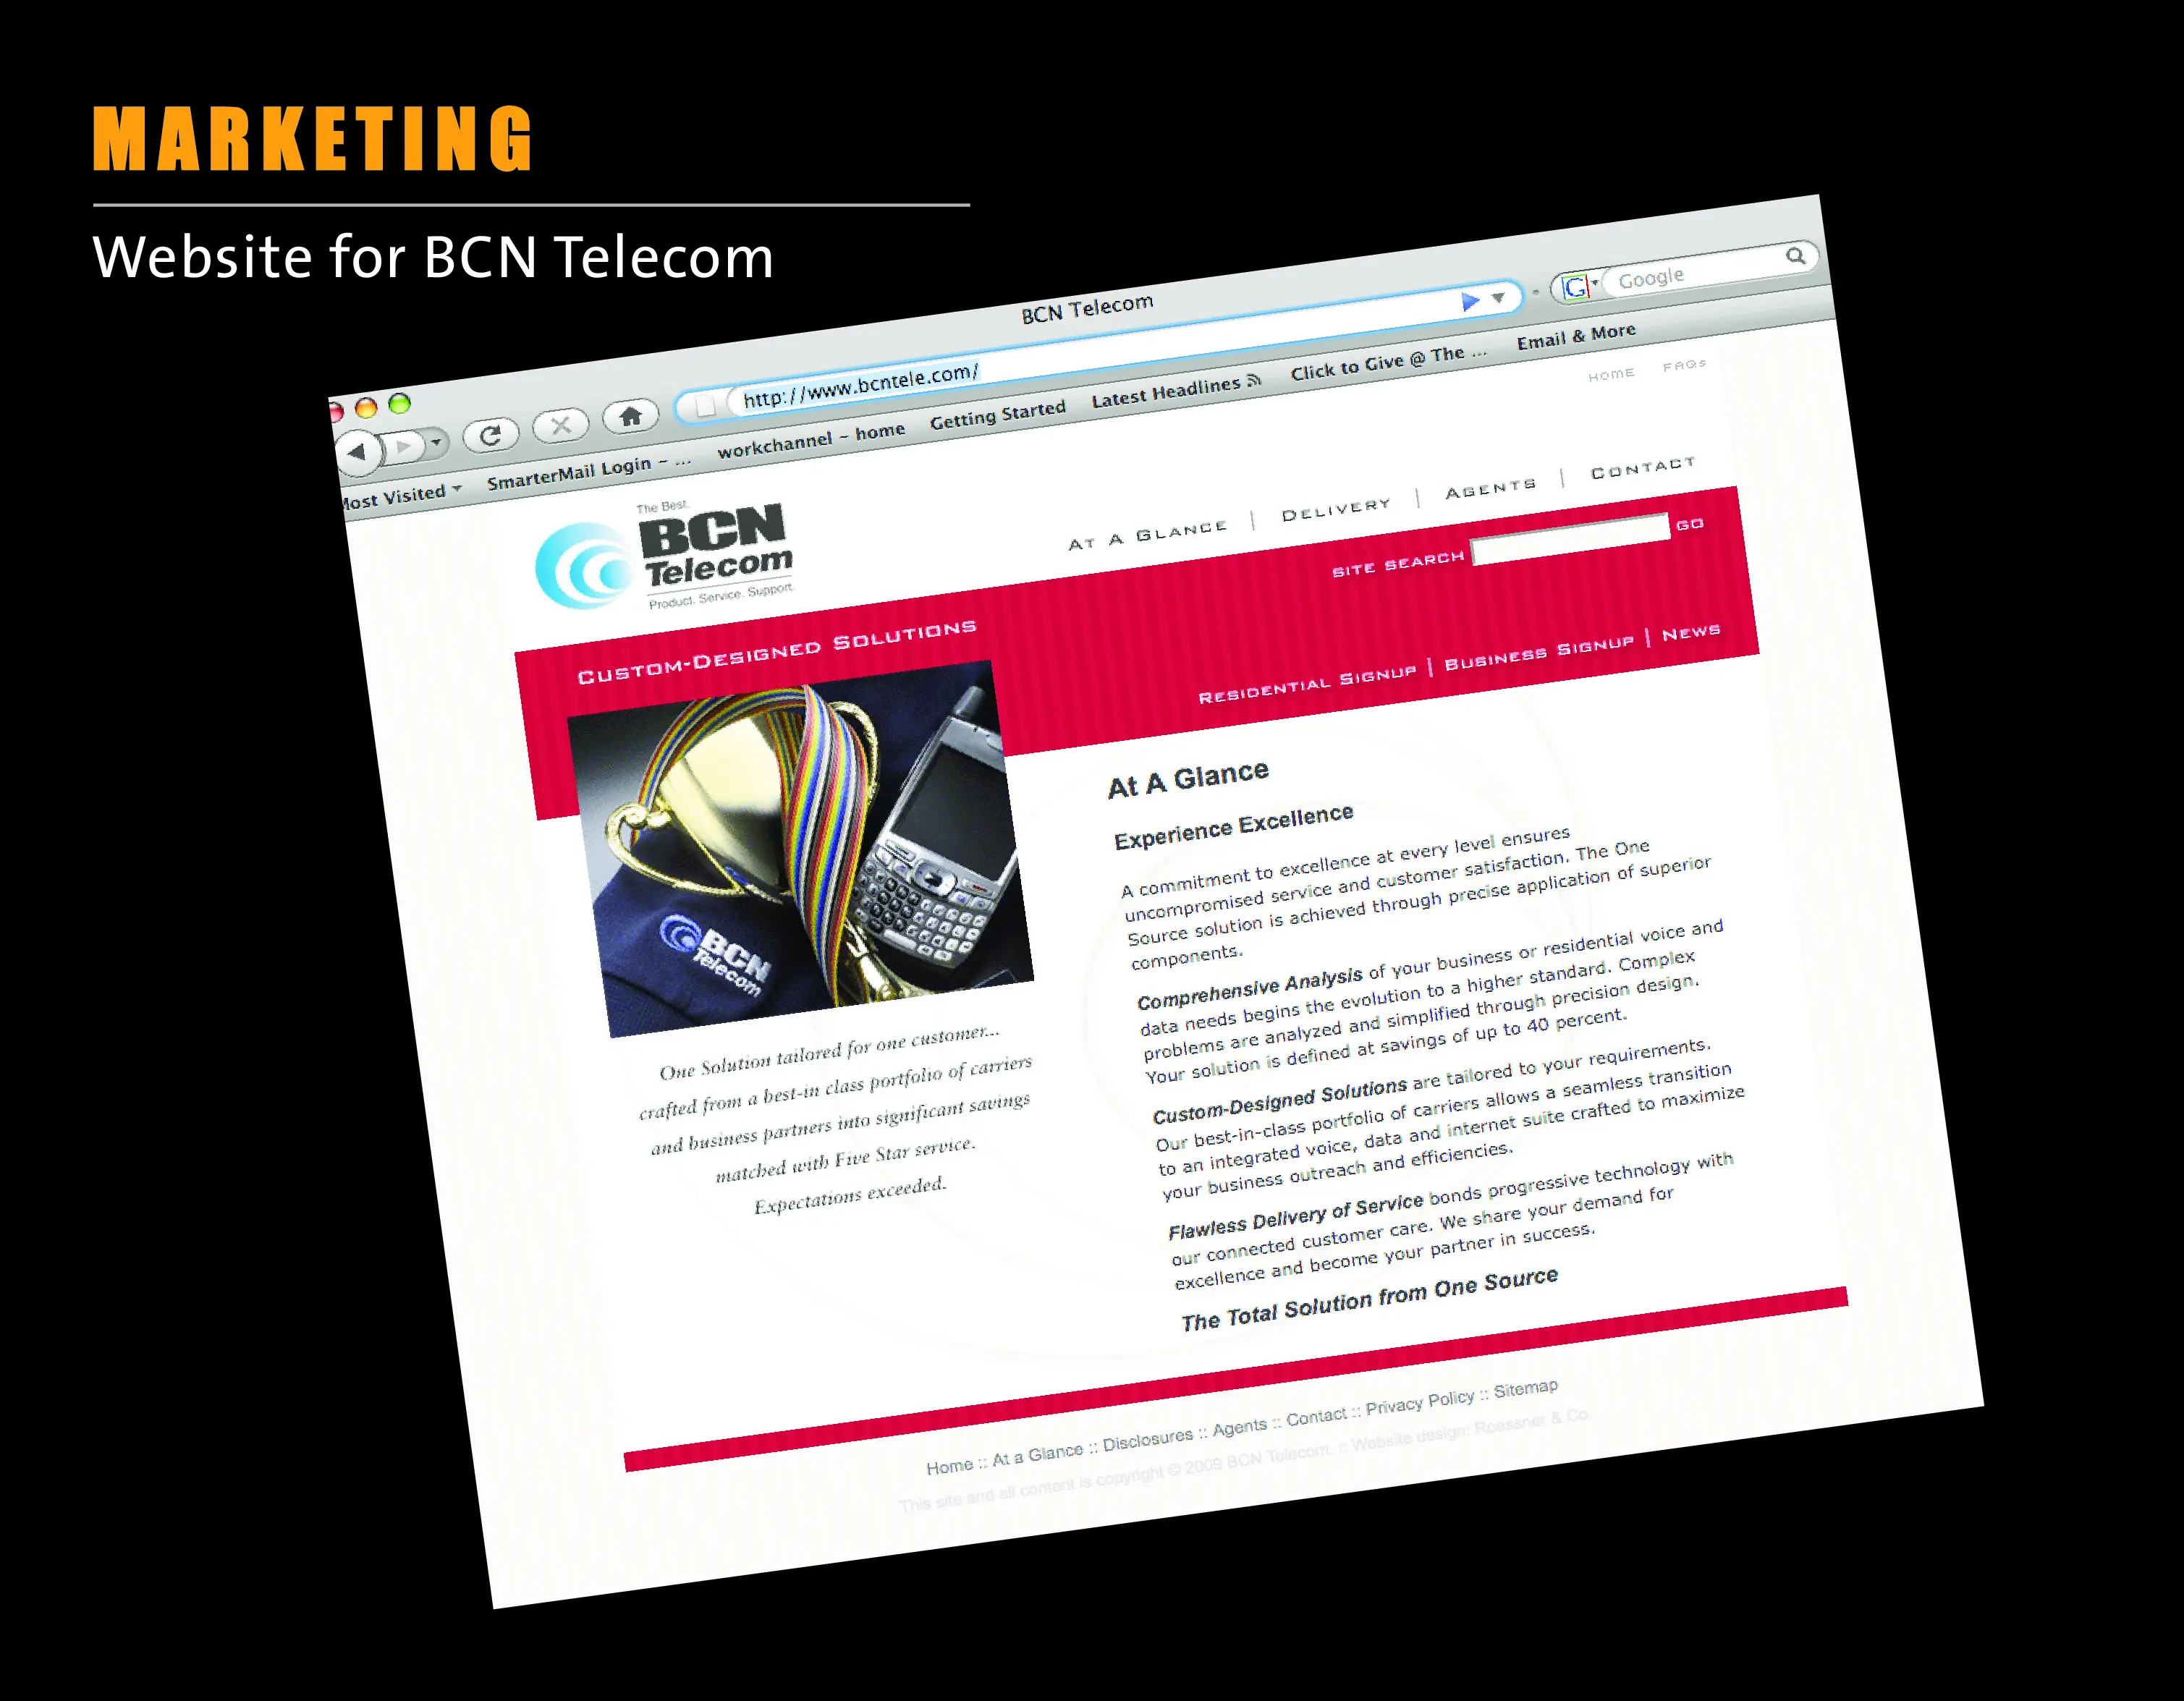 MARKETING
Website for BCN Telecom
BCN Telecom
http://www.bcntele.com/
Google
Most Visited
SmarterMail Login - ...
workchannel - home
Getting Started
Latest Headlines
Click to Give @ The ...
Email & More
HOME
FAQs
The Best.
BCN
Telecom
Product. Service. Support.
AT A GLANCE | DELIVERY | AGENTS | CONTACT
SITE SEARCH
GO
CUSTOM-DESIGNED SOLUTIONS
RESIDENTIAL SIGNUP | BUSINESS SIGNUP | NEWS
BCN
Telecom
One Solution tailored for one customer...
crafted from a best-in class portfolio of carriers
and business partners into significant savings
matched with Five Star service.
Expectations exceeded.
At A Glance
Experience Excellence
A commitment to excellence at every level ensures
uncompromised service and customer satisfaction. The One
Source solution is achieved through precise application of superior
components.
Comprehensive Analysis of your business or residential voice and
data needs begins the evolution to a higher standard. Complex
problems are analyzed and simplified through precision design.
Your solution is defined at savings of up to 40 percent.
Custom-Designed Solutions are tailored to your requirements.
Our best-in-class portfolio of carriers allows a seamless transition
to an integrated voice, data and internet suite crafted to maximize
your business outreach and efficiencies.
Flawless Delivery of Service bonds progressive technology with
our connected customer care. We share your demand for
excellence and become your partner in success.
The Total Solution from One Source
Home :: At a Glance :: Disclosures :: Agents :: Contact :: Privacy Policy :: Sitemap
This site and all content is copyright © 2009 BCN Telecom. :: Website design: Roessner & Co.